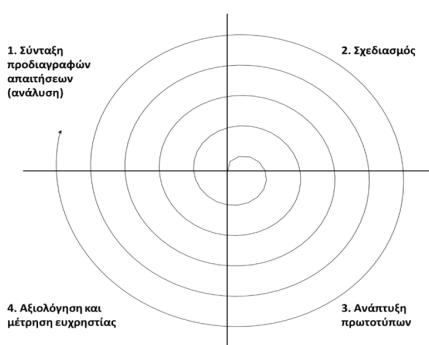 1. Σύνταξη
προδιαγραφών
απαιτήσεων
(ανάλυση)
2. Σχεδιασμός
4. Αξιολόγηση και
μέτρηση ευχρηστίας
3. Ανάπτυξη
πρωτοτύπων